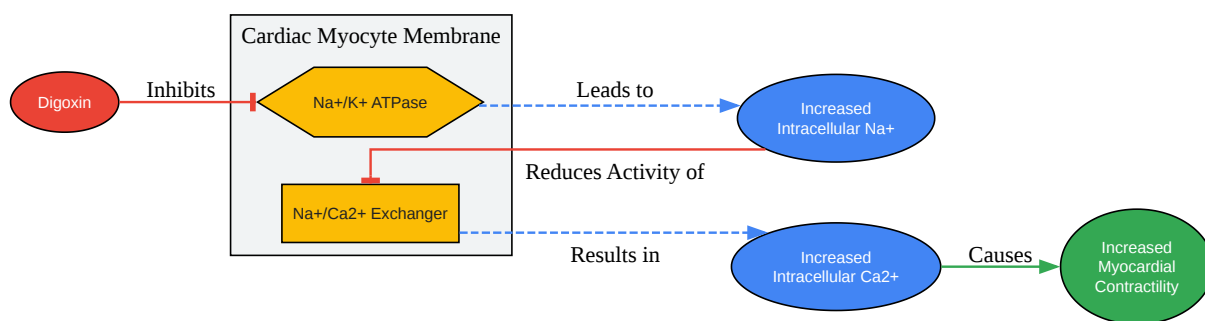 Cardiac Myocyte Membrane
Digoxin
Inhibits
Na+/K+ ATPase
Leads to
Increased
Intracellular Na+
Reduces Activity of
Na+/Ca2+ Exchanger
Results in
Increased
Intracellular Ca2+
Causes
Increased
Myocardial
Contractility